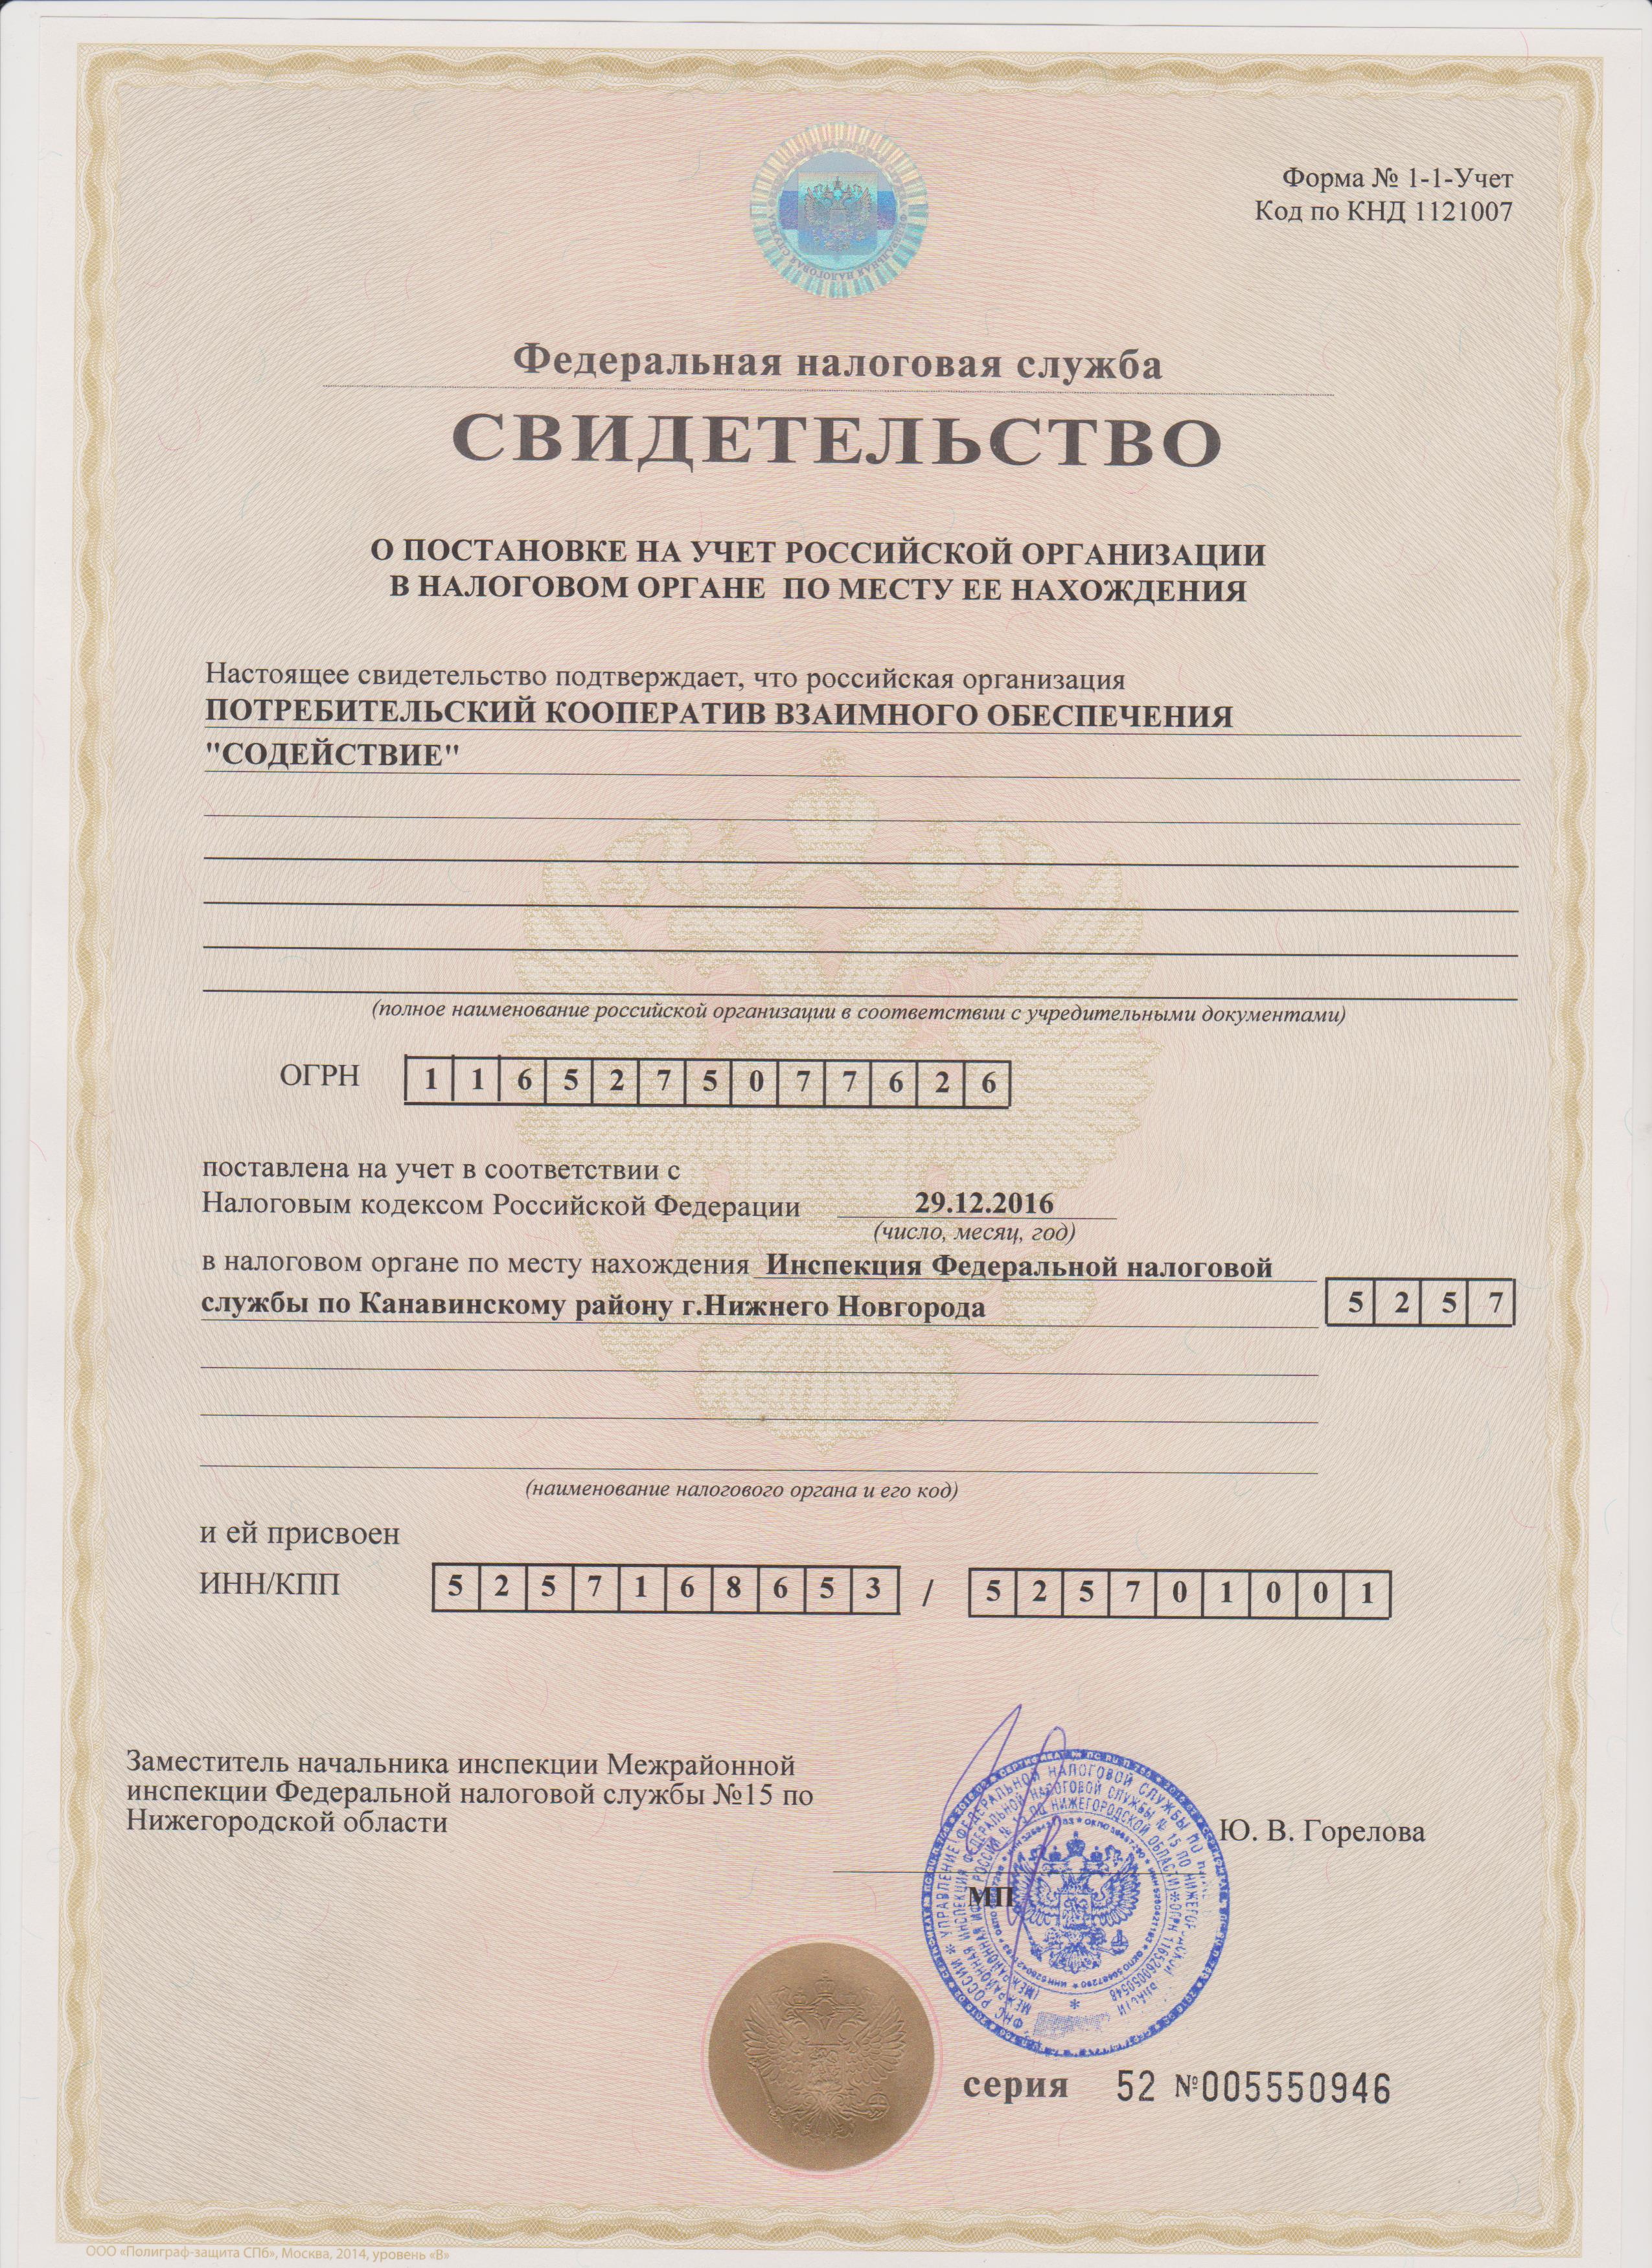 Форма № 1-1-Учет
Код по КНД 1121007
Федеральная налоговая служба
СВИДЕТЕЛЬСТВО
О ПОСТАНОВКЕ НА УЧЕТ РОССИЙСКОЙ ОРГАНИЗАЦИИ
В НАЛОГОВОМ ОРГАНЕ ПО МЕСТУ ЕЕ НАХОЖДЕНИЯ
Настоящее свидетельство подтверждает, что российская организация
ПОТРЕБИТЕЛЬСКИЙ КООПЕРАТИВ ВЗАИМНОГО ОБЕСПЕЧЕНИЯ
"СОДЕЙСТВИЕ"
(полное наименование российской организации в соответствии с учредительными документами)
ОГРН 1 1 6 5 2 7 5 0 7 7 6 2 6
поставлена на учет в соответствии с
Налоговым кодексом Российской Федерации 29.12.2016
(число, месяц, год)
в налоговом органе по месту нахождения Инспекция Федеральной налоговой
службы по Канавинскому району г.Нижнего Новгорода 5 2 5 7
(наименование налогового органа и его код)
и ей присвоен
ИНН/КПП 5 2 5 7 1 6 8 6 5 3 / 5 2 5 7 0 1 0 0 1
Заместитель начальника инспекции Межрайонной
инспекции Федеральной налоговой службы №15 по
Нижегородской области
Ю. В. Горелова
МП
серия 52 №005550946
ООО «Полиграф-защита СПб», Москва, 2014, уровень «В»